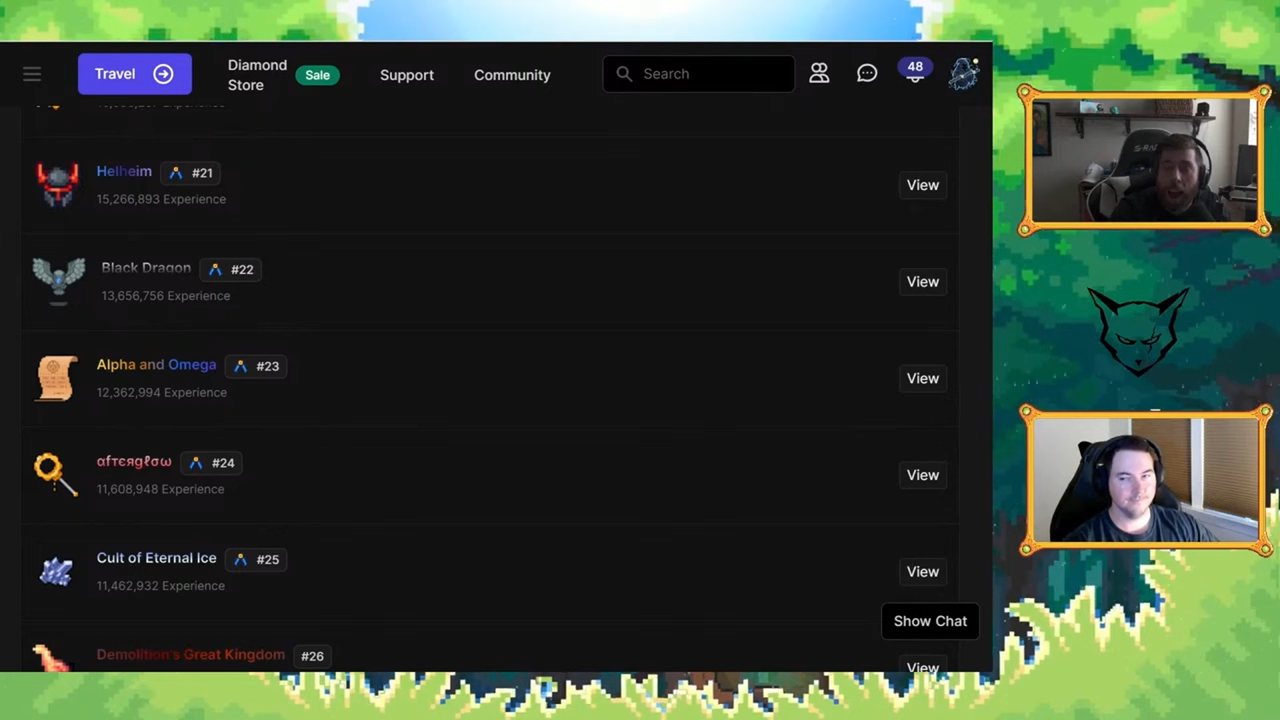 Travel
Diamond
Store
Sale
Support
Community
Search
48
Helheim
#21
15,266,893 Experience
View
Black Dragon
#22
13,656,756 Experience
View
Alpha and Omega
#23
12,362,994 Experience
View
αfтєяgℓσω
#24
11,608,948 Experience
View
Cult of Eternal Ice
#25
11,462,932 Experience
View
Show Chat
Demolition's Great Kingdom
#26
View